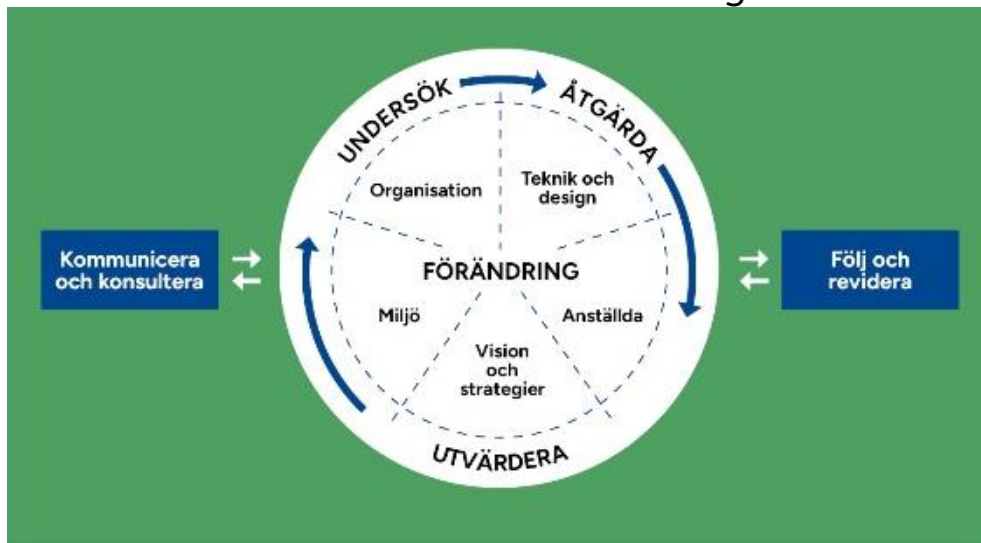 UNDERSÖK
ÅTGÄRDA
Organisation
Teknik och
design
Kommunicera
och konsultera
FÖRÄNDRING
Följ och
revidera
Miljö
Anställda
Vision
och
strategier
UTVÄRDERA